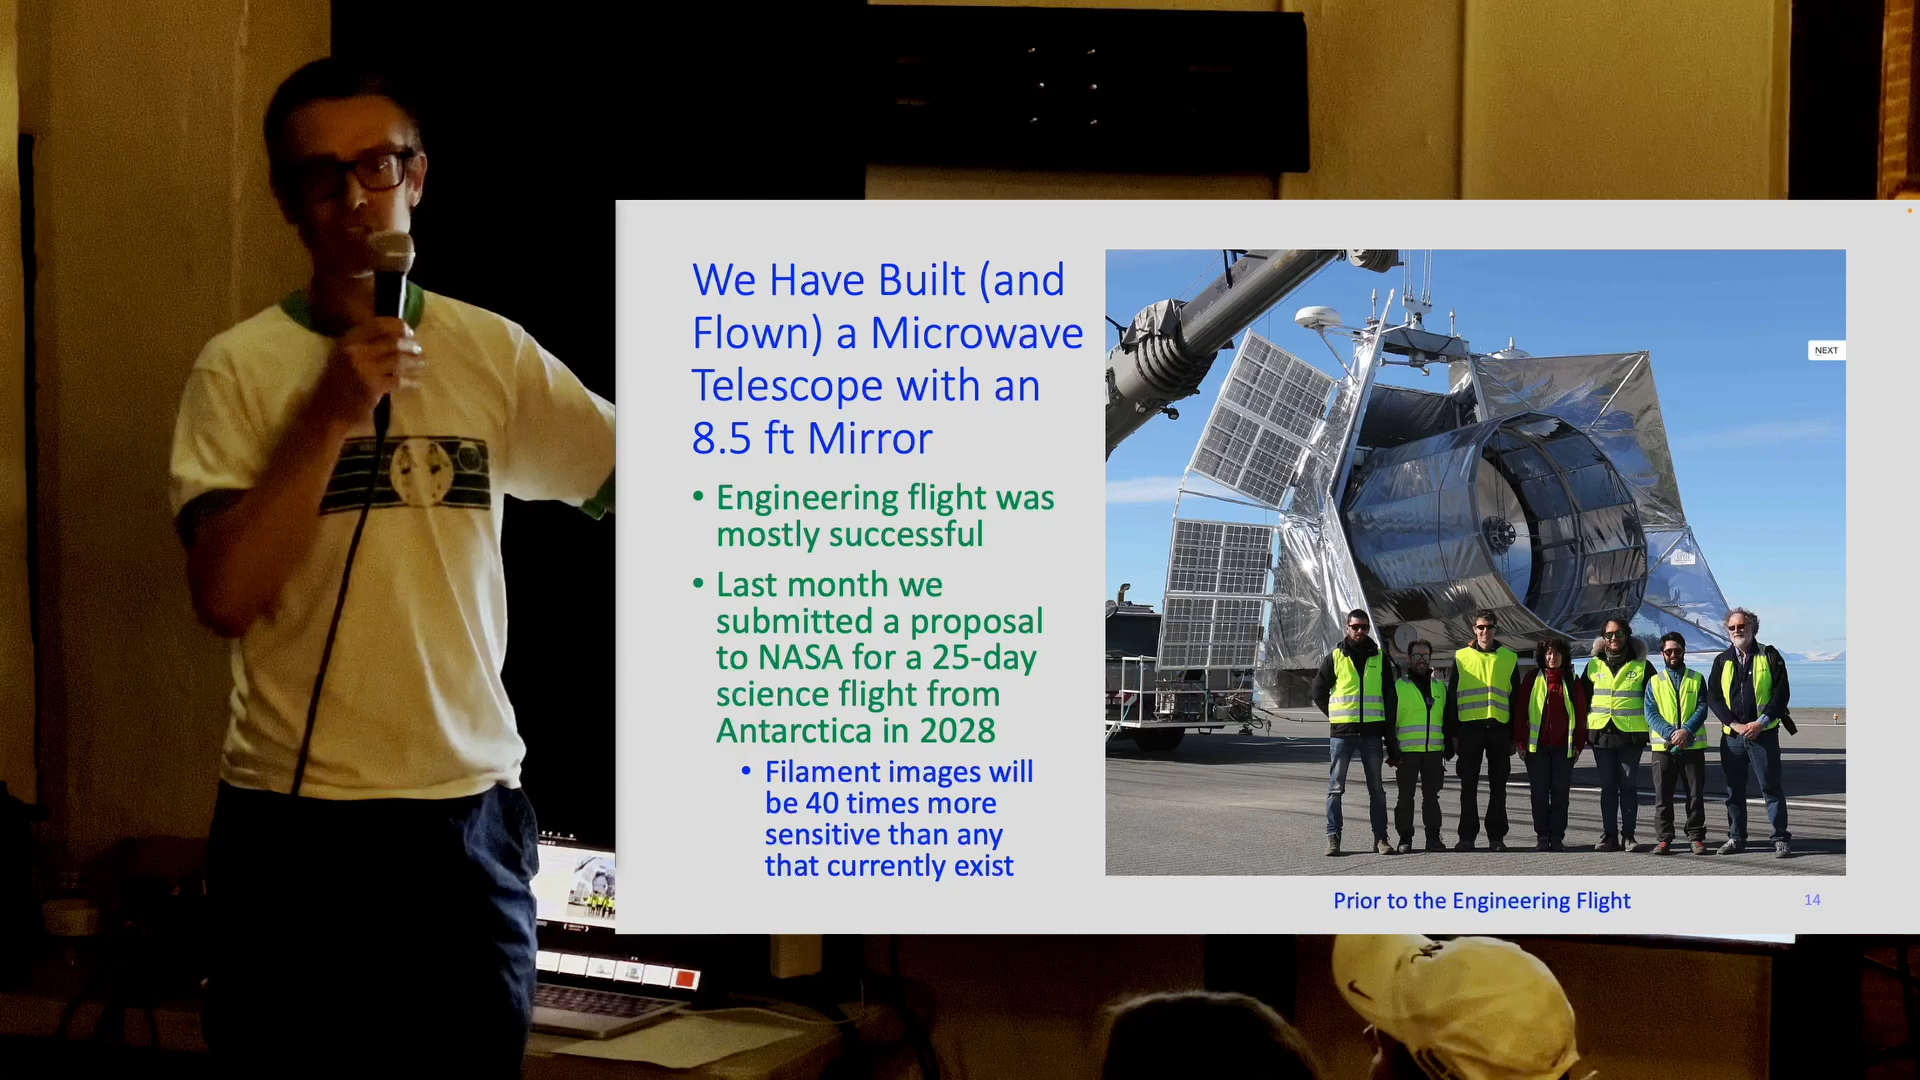 We Have Built (and
Flown) a Microwave
Telescope with an
8.5 ft Mirror
• Engineering flight was
mostly successful
• Last month we
submitted a proposal
to NASA for a 25-day
science flight from
Antarctica in 2028
• Filament images will
be 40 times more
sensitive than any
that currently exist
NEXT
Prior to the Engineering Flight
14